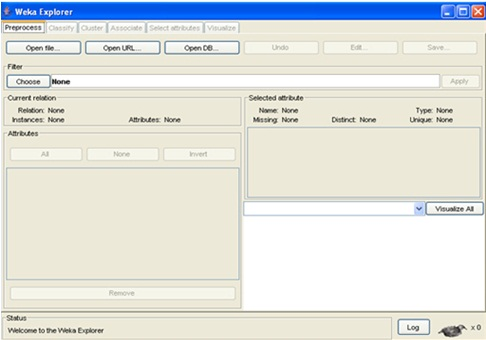 Weka Explorer
Preprocess Classify Cluster Associate Select attributes Visualize
Open file... Open URL... Open DB... Undo Edit... Save...
Filter
Choose None Apply
Current relation
Relation: None
Instances: None Attributes: None
Attributes
All None Invert
Remove
Selected attribute
Name: None Type: None
Missing: None Distinct: None Unique: None
Visualize All
Status
Welcome to the Weka Explorer
Log x 0